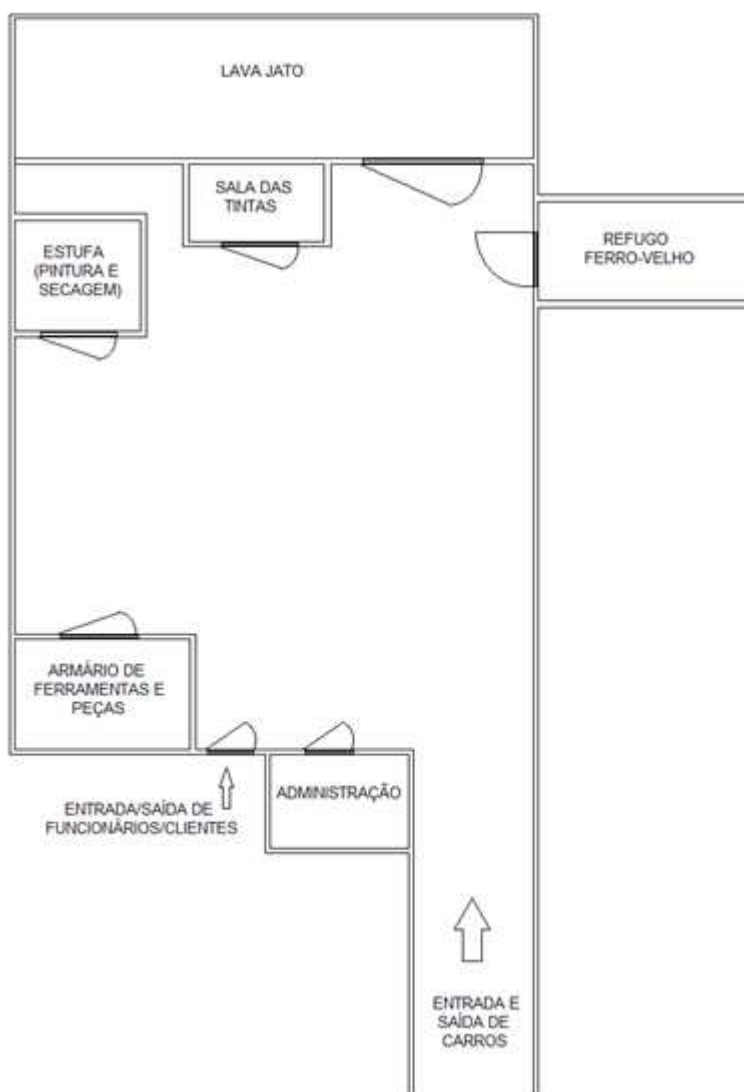 LAVA JATO
SALA DAS
TINTAS
ESTUFA
(PINTURA E
SECAGEM)
REFUGO
FERRO-VELHO
ARMÁRIO DE
FERRAMENTAS E
PEÇAS
ADMINISTRAÇÃO
ENTRADA/SAÍDA DE
FUNCIONÁRIOS/CLIENTES
ENTRADA E
SAÍDA DE
CARROS